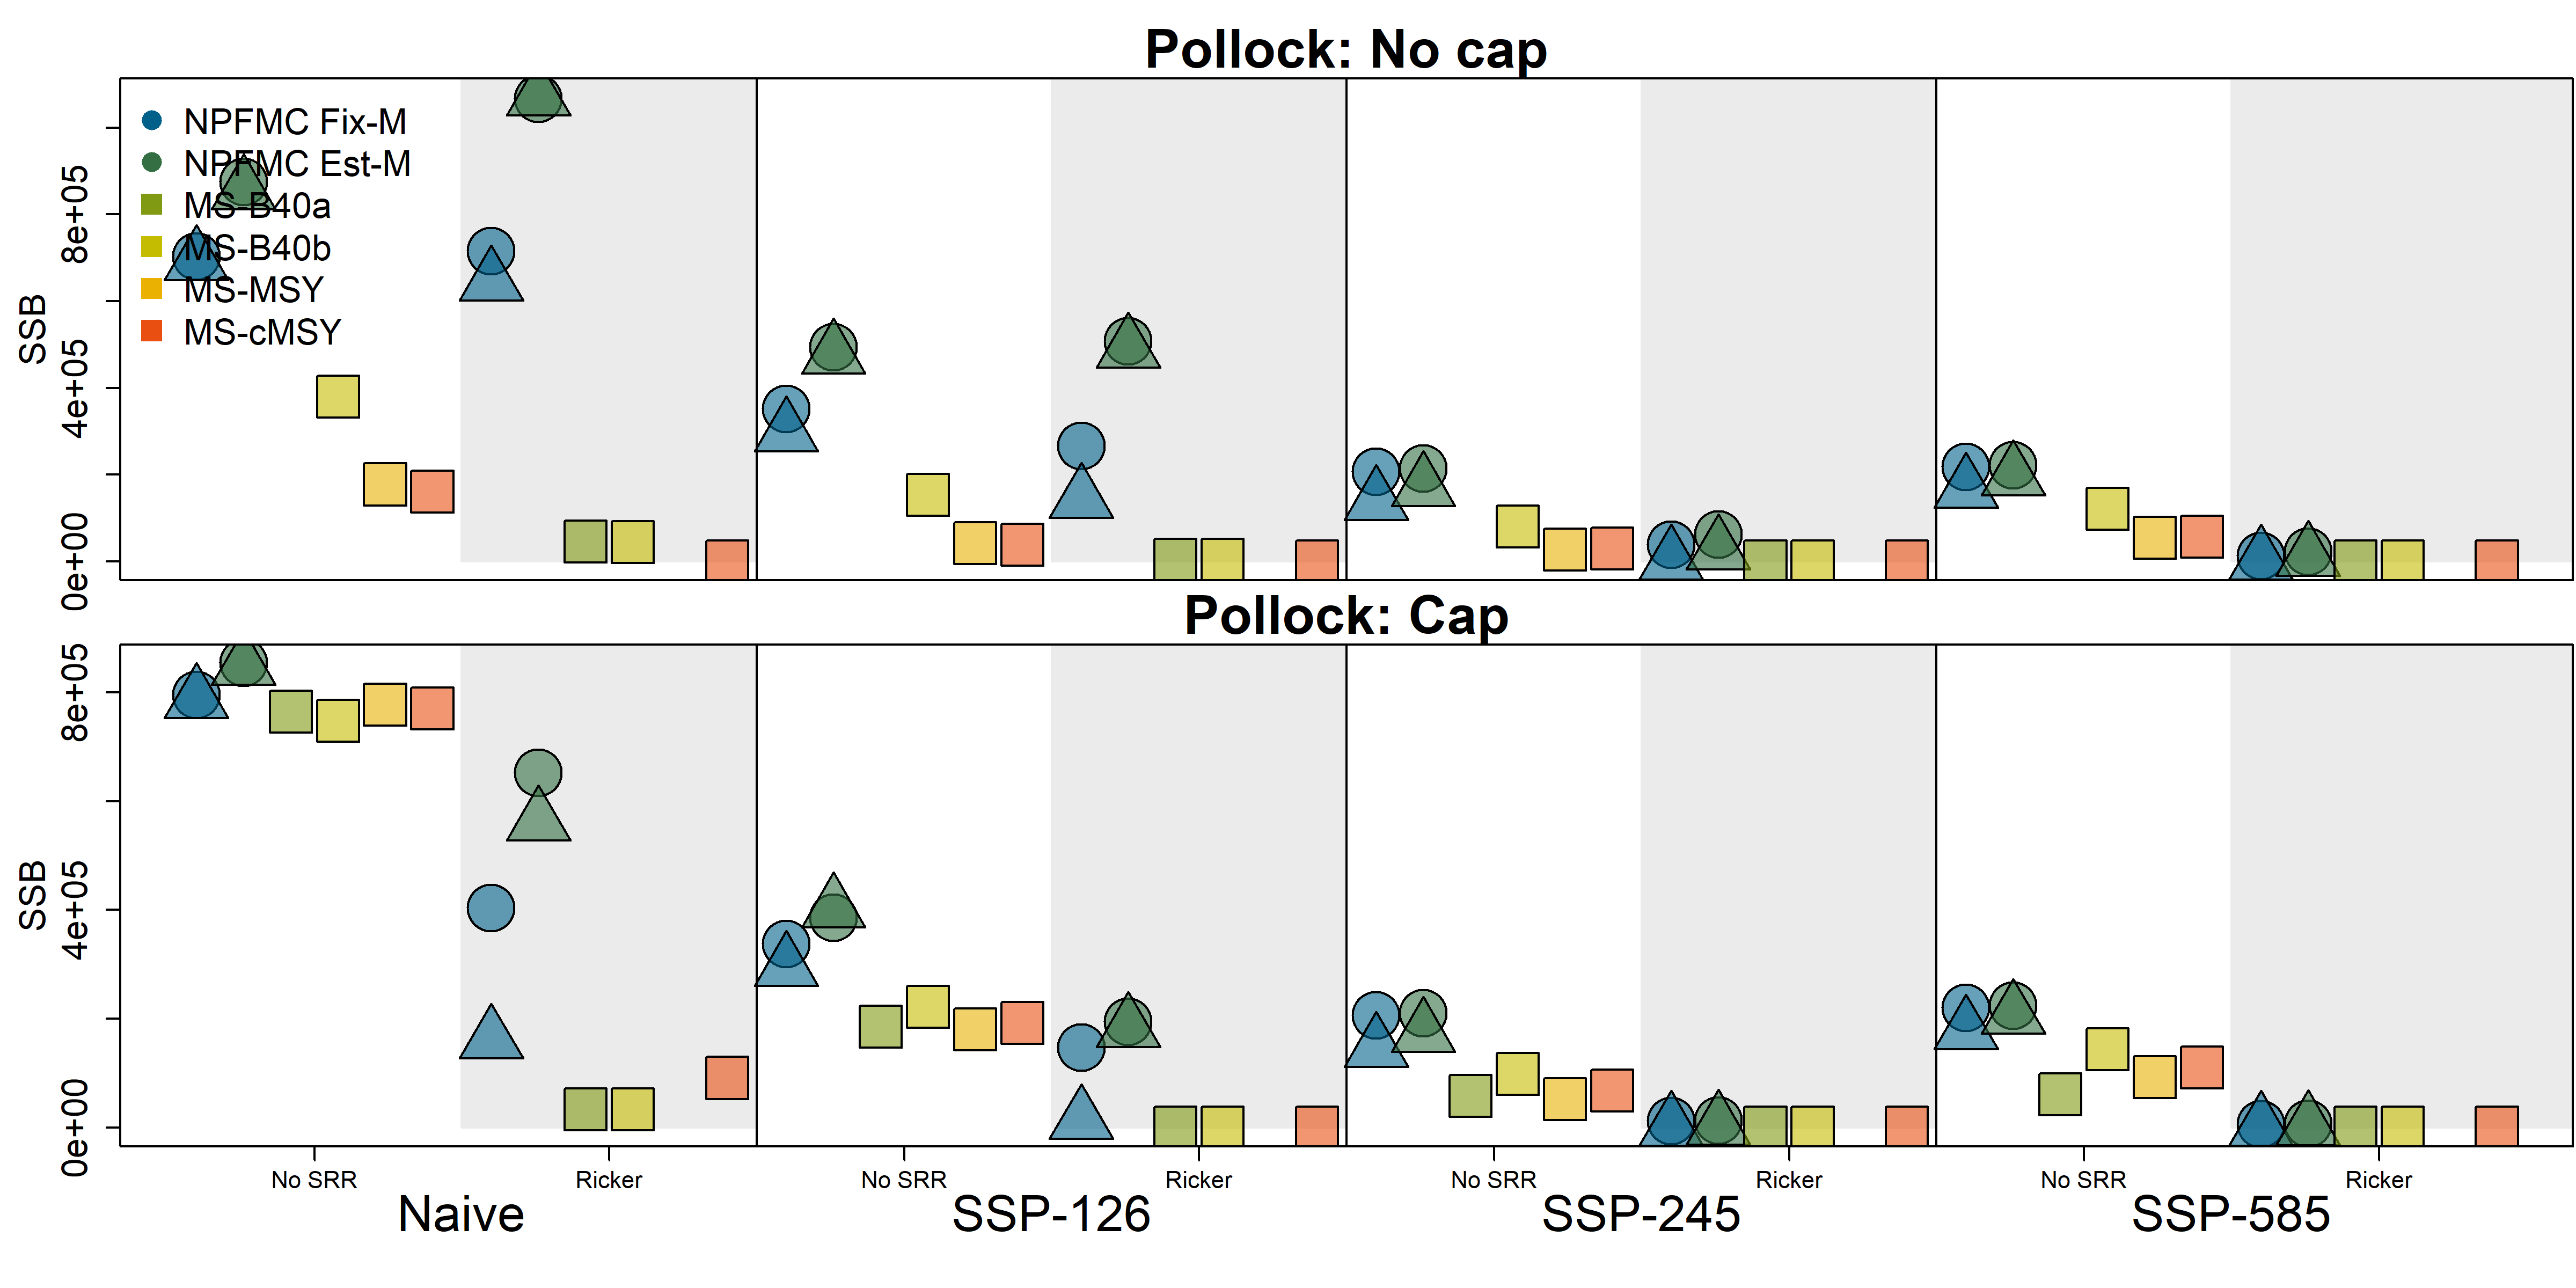 Pollock: No cap
NPFMC Fix-M
NPFMC Est-M
MS-B40a
MS-B40b
MS-MSY
MS-cMSY
SSB
8e+05
4e+05
0e+00
Pollock: Cap
SSB
8e+05
4e+05
0e+00
No SRR Ricker No SRR Ricker No SRR Ricker No SRR Ricker
Naive SSP-126 SSP-245 SSP-585